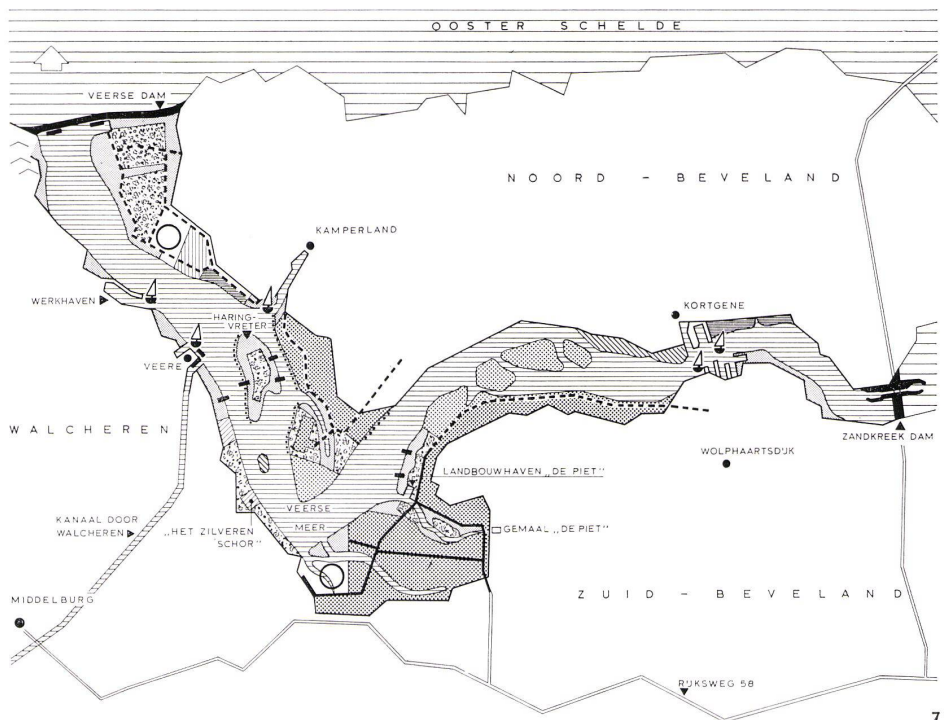 OOSTER SCHELDE
VEERSE DAM
NOORD - BEVELAND
KAMPERLAND
WERKHAVEN
HARING-
VRETER
KORTGENE
VEERE
WALCHEREN
ZANDKREEK DAM
WOLPHAARTSDIJK
LANDBOUWHAVEN „DE PIET"
VEERSE
MEER
KANAAL DOOR
WALCHEREN
„HET ZILVEREN
SCHOR"
GEMAAL „DE PIET"
MIDDELBURG
ZUID - BEVELAND
RIJKSWEG 58
7